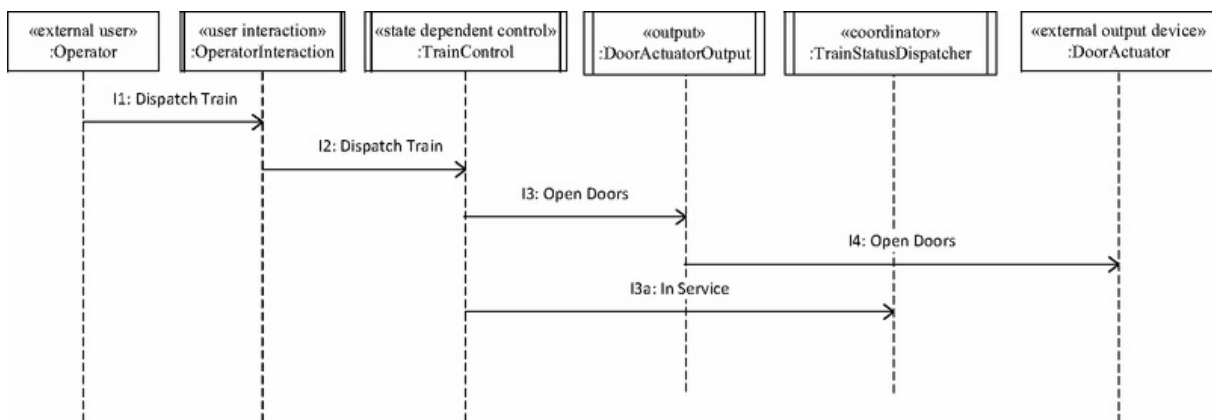 «external user»
:Operator
«user interaction»
:OperatorInteraction
«state dependent control»
:TrainControl
«output»
:DoorActuatorOutput
«coordinator»
:TrainStatusDispatcher
«external output device»
:DoorActuator
I1: Dispatch Train
I2: Dispatch Train
I3: Open Doors
I4: Open Doors
I3a: In Service